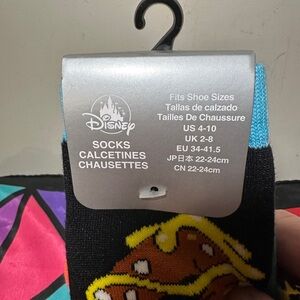 Disney
SOCKS
CALCETINES
CHAUSSETTES
Fits Shoe Sizes
Tallas de calzado
Tailles De Chaussure
US 4-10
UK 2-8
EU 34-41.5
JP日本 22-24cm
CN 22-24cm